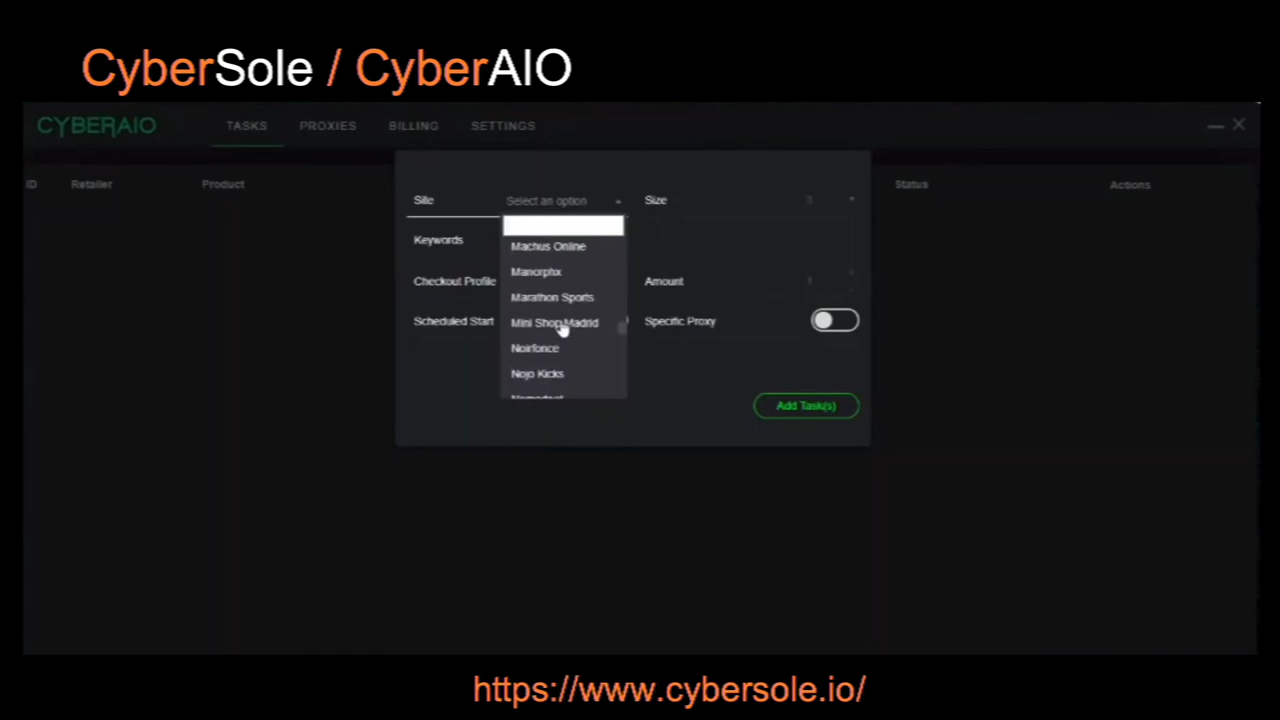 CyberSole / CyberAIO
CYBERAIO TASKS PROXIES BILLING SETTINGS
ID Retailer Product Status Actions
Site Select an option Size
Machus Online
Keywords
Manorphx
Checkout Profile Amount
Marathon Sports
Scheduled Start Mini Shop Madrid Specific Proxy
Noirfonce
Nojo Kicks
Add Task(s)
https://www.cybersole.io/